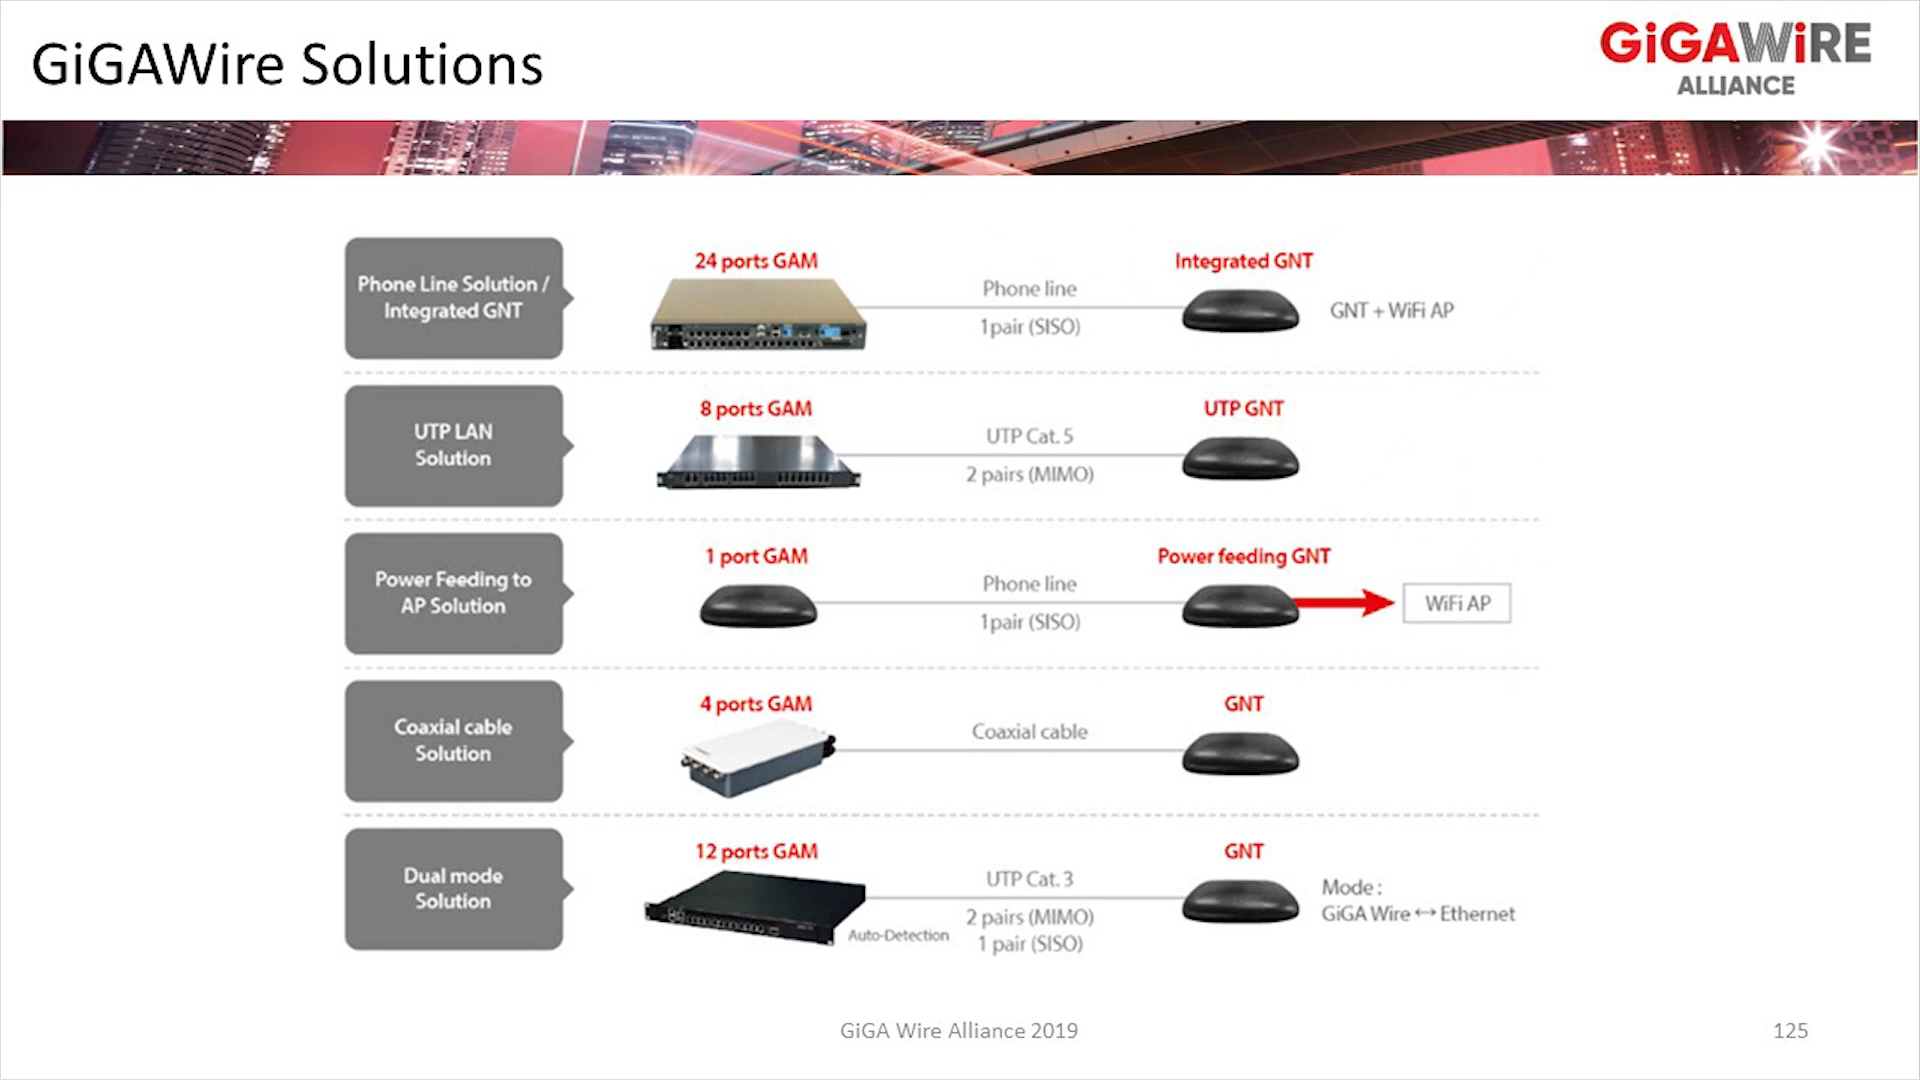 GiGAWire Solutions
GiGAWiRE
ALLIANCE
Phone Line Solution /
Integrated GNT
24 ports GAM
Phone line
1pair (SISO)
Integrated GNT
GNT + WiFi AP
UTP LAN
Solution
8 ports GAM
UTP Cat. 5
2 pairs (MIMO)
UTP GNT
Power Feeding to
AP Solution
1 port GAM
Phone line
1pair (SISO)
Power feeding GNT
WiFi AP
Coaxial cable
Solution
4 ports GAM
Coaxial cable
GNT
Dual mode
Solution
12 ports GAM
Auto-Detection
UTP Cat. 3
2 pairs (MIMO)
1 pair (SISO)
GNT
Mode :
GiGA Wire ↔ Ethernet
GiGA Wire Alliance 2019
125